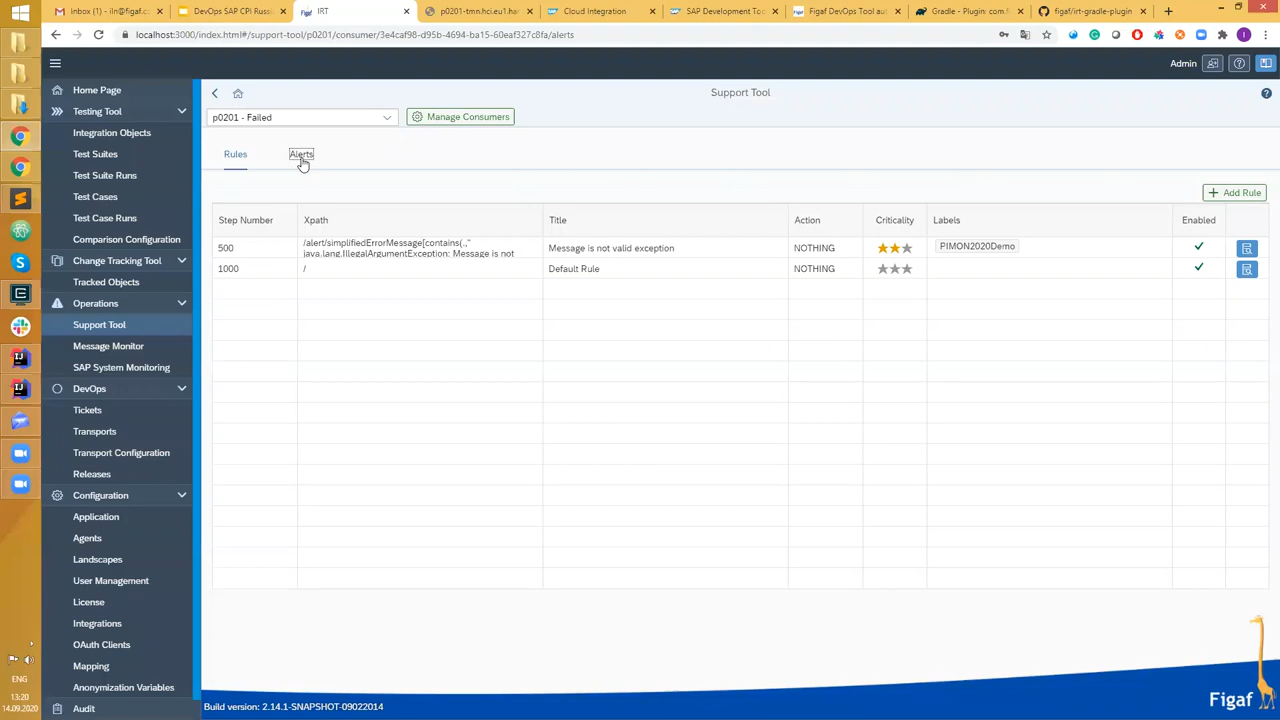 Inbox (1) - iln@figaf.c
DevOps SAP CPI Russi
IRT
p0201-tmn.hci.eu1.ha
Cloud Integration
SAP Development To
Figaf DevOps Tool aut
Gradle - Plugin: com.f
figaf/irt-gradle-plugin
localhost:3000/index.html#/support-tool/p0201/consumer/3e4caf98-d95b-4694-ba15-60eaf327c8fa/alerts
Admin
Home Page
Testing Tool
Integration Objects
Test Suites
Test Suite Runs
Test Cases
Test Case Runs
Comparison Configuration
Change Tracking Tool
Tracked Objects
Operations
Support Tool
Message Monitor
SAP System Monitoring
DevOps
Tickets
Transports
Transport Configuration
Releases
Configuration
Application
Agents
Landscapes
User Management
License
Integrations
OAuth Clients
Mapping
Anonymization Variables
Audit
Support Tool
p0201 - Failed
Manage Consumers
Rules
Alerts
Add Rule
Step Number Xpath Title Action Criticality Labels Enabled
500 /alert/simplifiedErrorMessage[contains(.,"
java.lang.IllegalArgumentException: Message is not
Message is not valid exception NOTHING PIMON2020Demo
1000 / Default Rule NOTHING
Figaf
Build version: 2.14.1-SNAPSHOT-09022014
ENG
13:20
14.09.2020